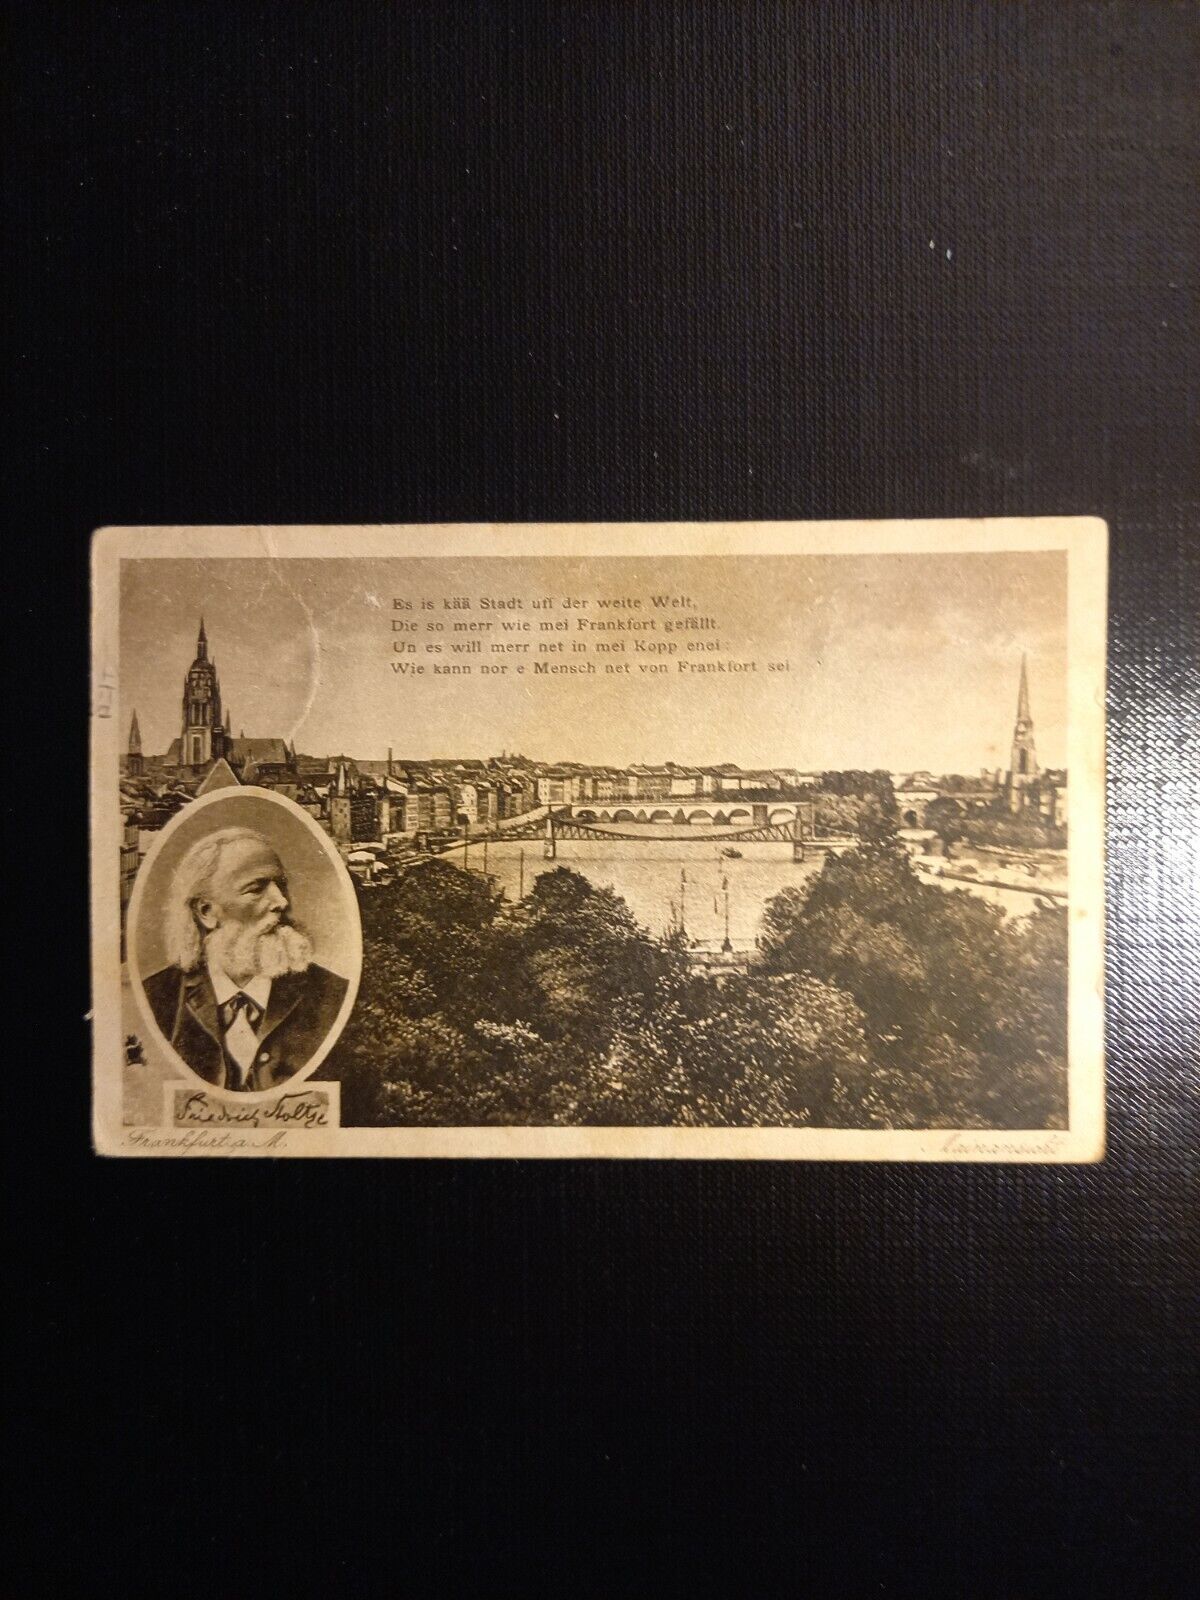 Es is kää Stadt uff der weite Welt,
Die so merr wie mei Frankfort gefällt.
Un es will merr net in mei Kopp enei:
Wie kann nor e Mensch net von Frankfort sei
Friedrich Stoltze
Frankfurt a. M.